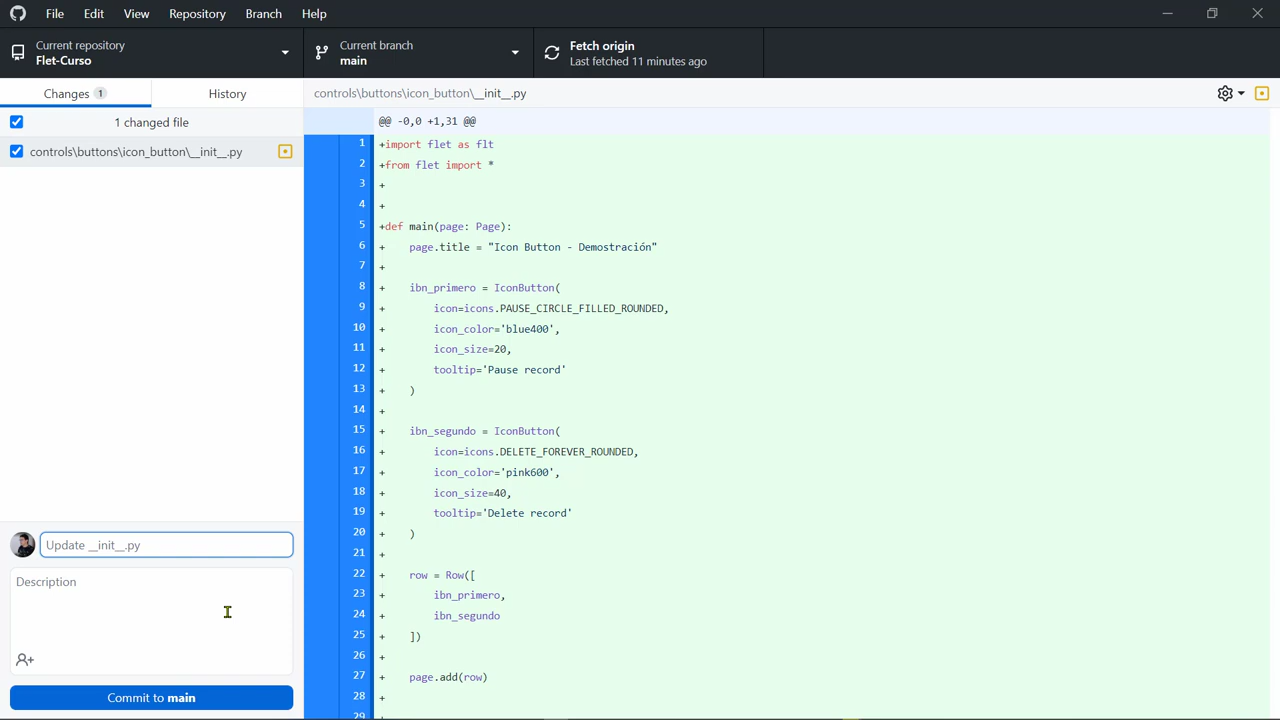 File Edit View Repository Branch Help
Current repository
Flet-Curso
Current branch
main
Fetch origin
Last fetched 11 minutes ago
Changes 1
History
1 changed file
controls\buttons\icon_button\__init__.py
Update __init__.py
Description
Commit to main
controls\buttons\icon_button\__init__.py
@@ -0,0 +1,31 @@
1 +import flet as flt
2 +from flet import *
3 +
4 +
5 +def main(page: Page):
6 +    page.title = "Icon Button - Demostración"
7 +
8 +    ibn_primero = IconButton(
9 +        icon=icons.PAUSE_CIRCLE_FILLED_ROUNDED,
10 +        icon_color='blue400',
11 +        icon_size=20,
12 +        tooltip='Pause record'
13 +    )
14 +
15 +    ibn_segundo = IconButton(
16 +        icon=icons.DELETE_FOREVER_ROUNDED,
17 +        icon_color='pink600',
18 +        icon_size=40,
19 +        tooltip='Delete record'
20 +    )
21 +
22 +    row = Row([
23 +        ibn_primero,
24 +        ibn_segundo
25 +    ])
26 +
27 +    page.add(row)
28 +
29